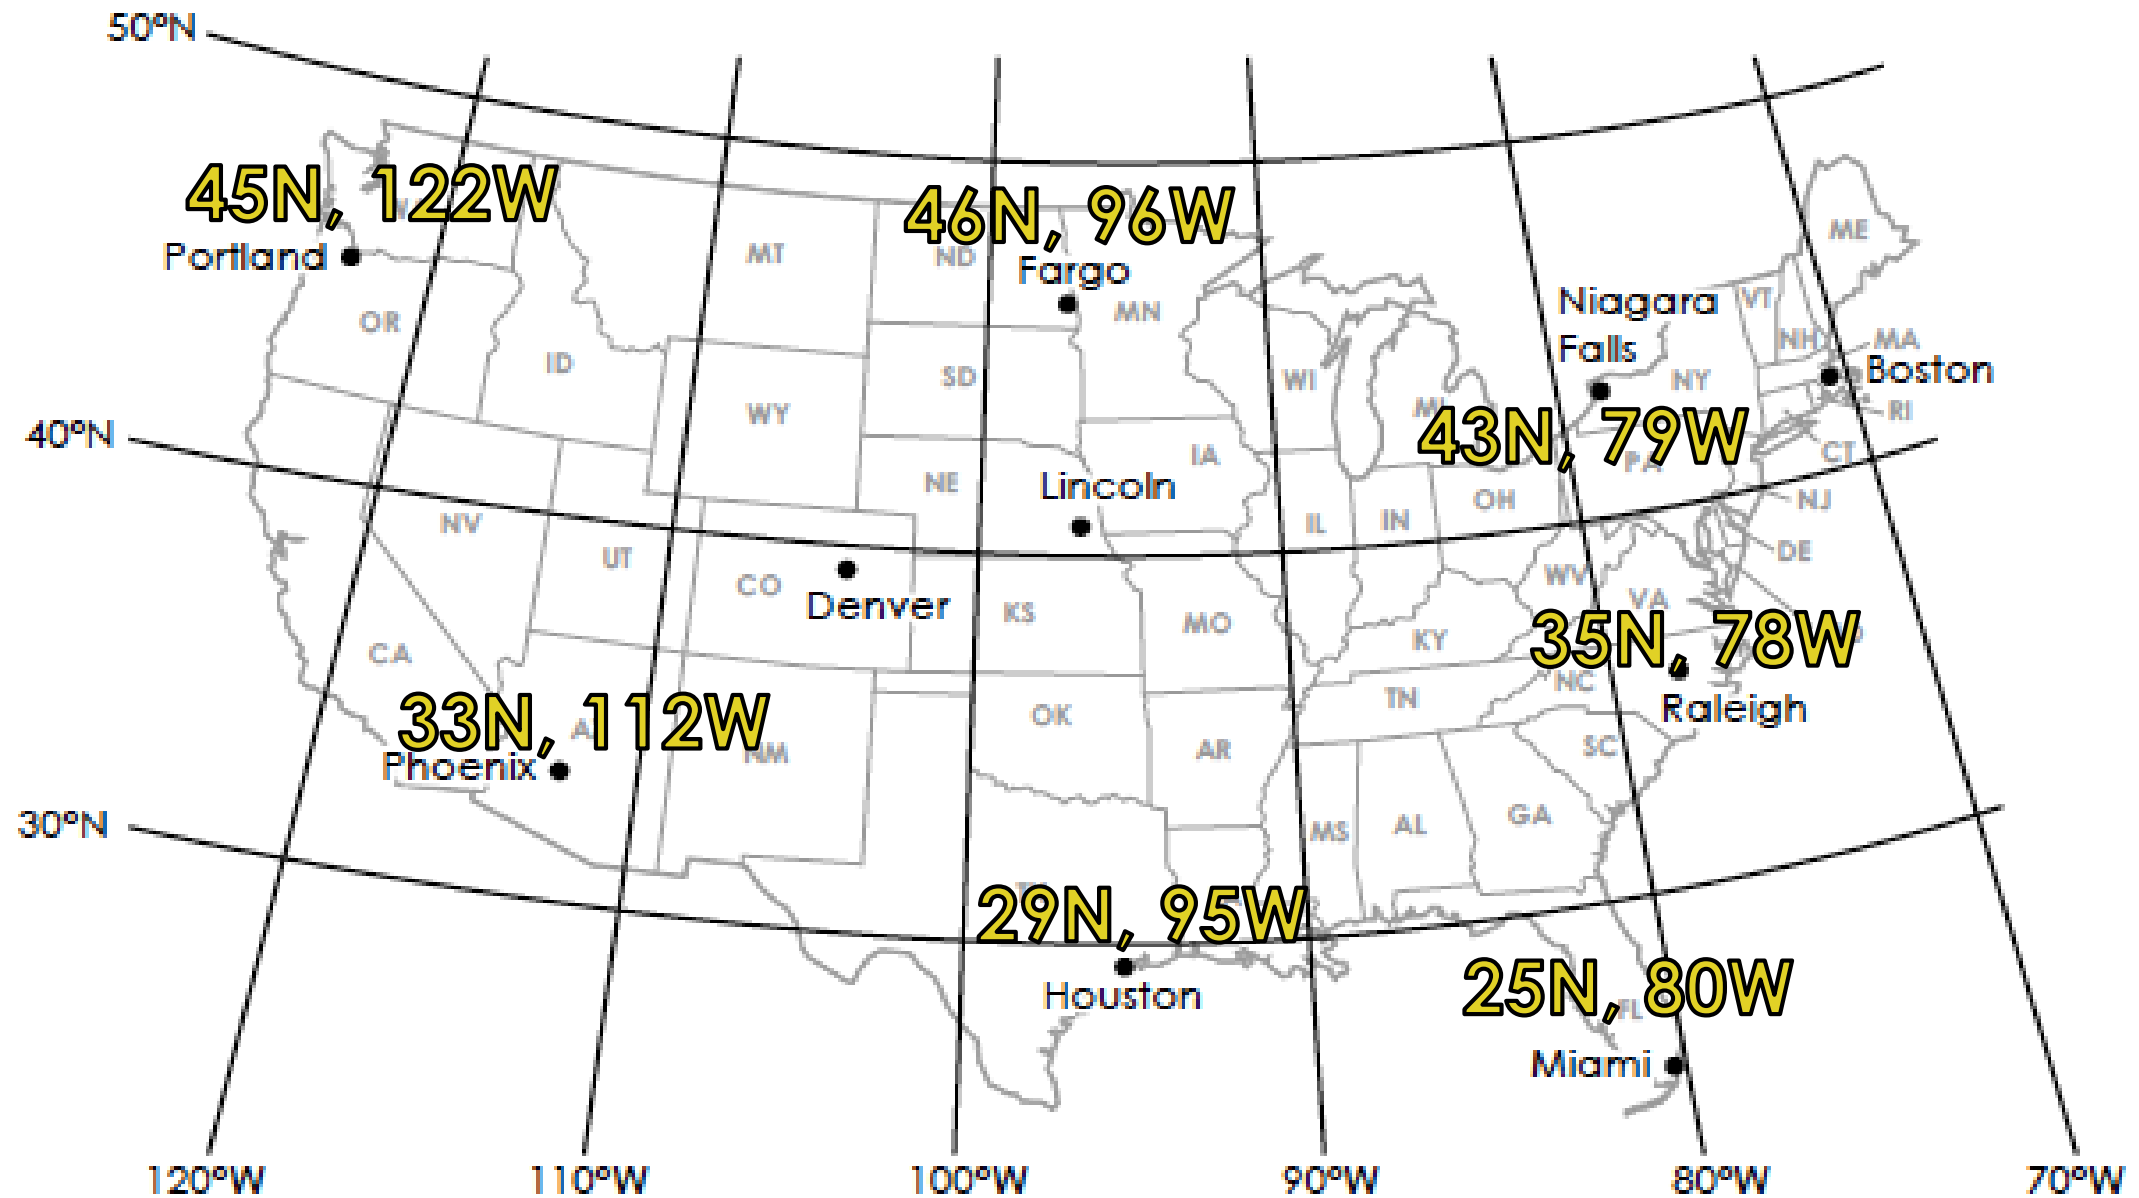 50°N
45N, 122W
46N, 96W
ME
Portland
MT
ND
Fargo
MN
Niagara
Falls
VT
OR
ID
SD
WI
NH
MA
Boston
NY
WY
RI
40°N
43N, 79W
PA
CT
IA
NE
Lincoln
NV
IL
IN
OH
NJ
UT
CO
Denver
DE
WV
VA
KS
MO
KY
35N, 78W
CA
NC
TN
Raleigh
33N, 112W
NM
OK
AR
SC
Phoenix
30°N
MS
AL
GA
29N, 95W
Houston
25N, 80W
FL
Miami
120°W
110°W
100°W
90°W
80°W
70°W